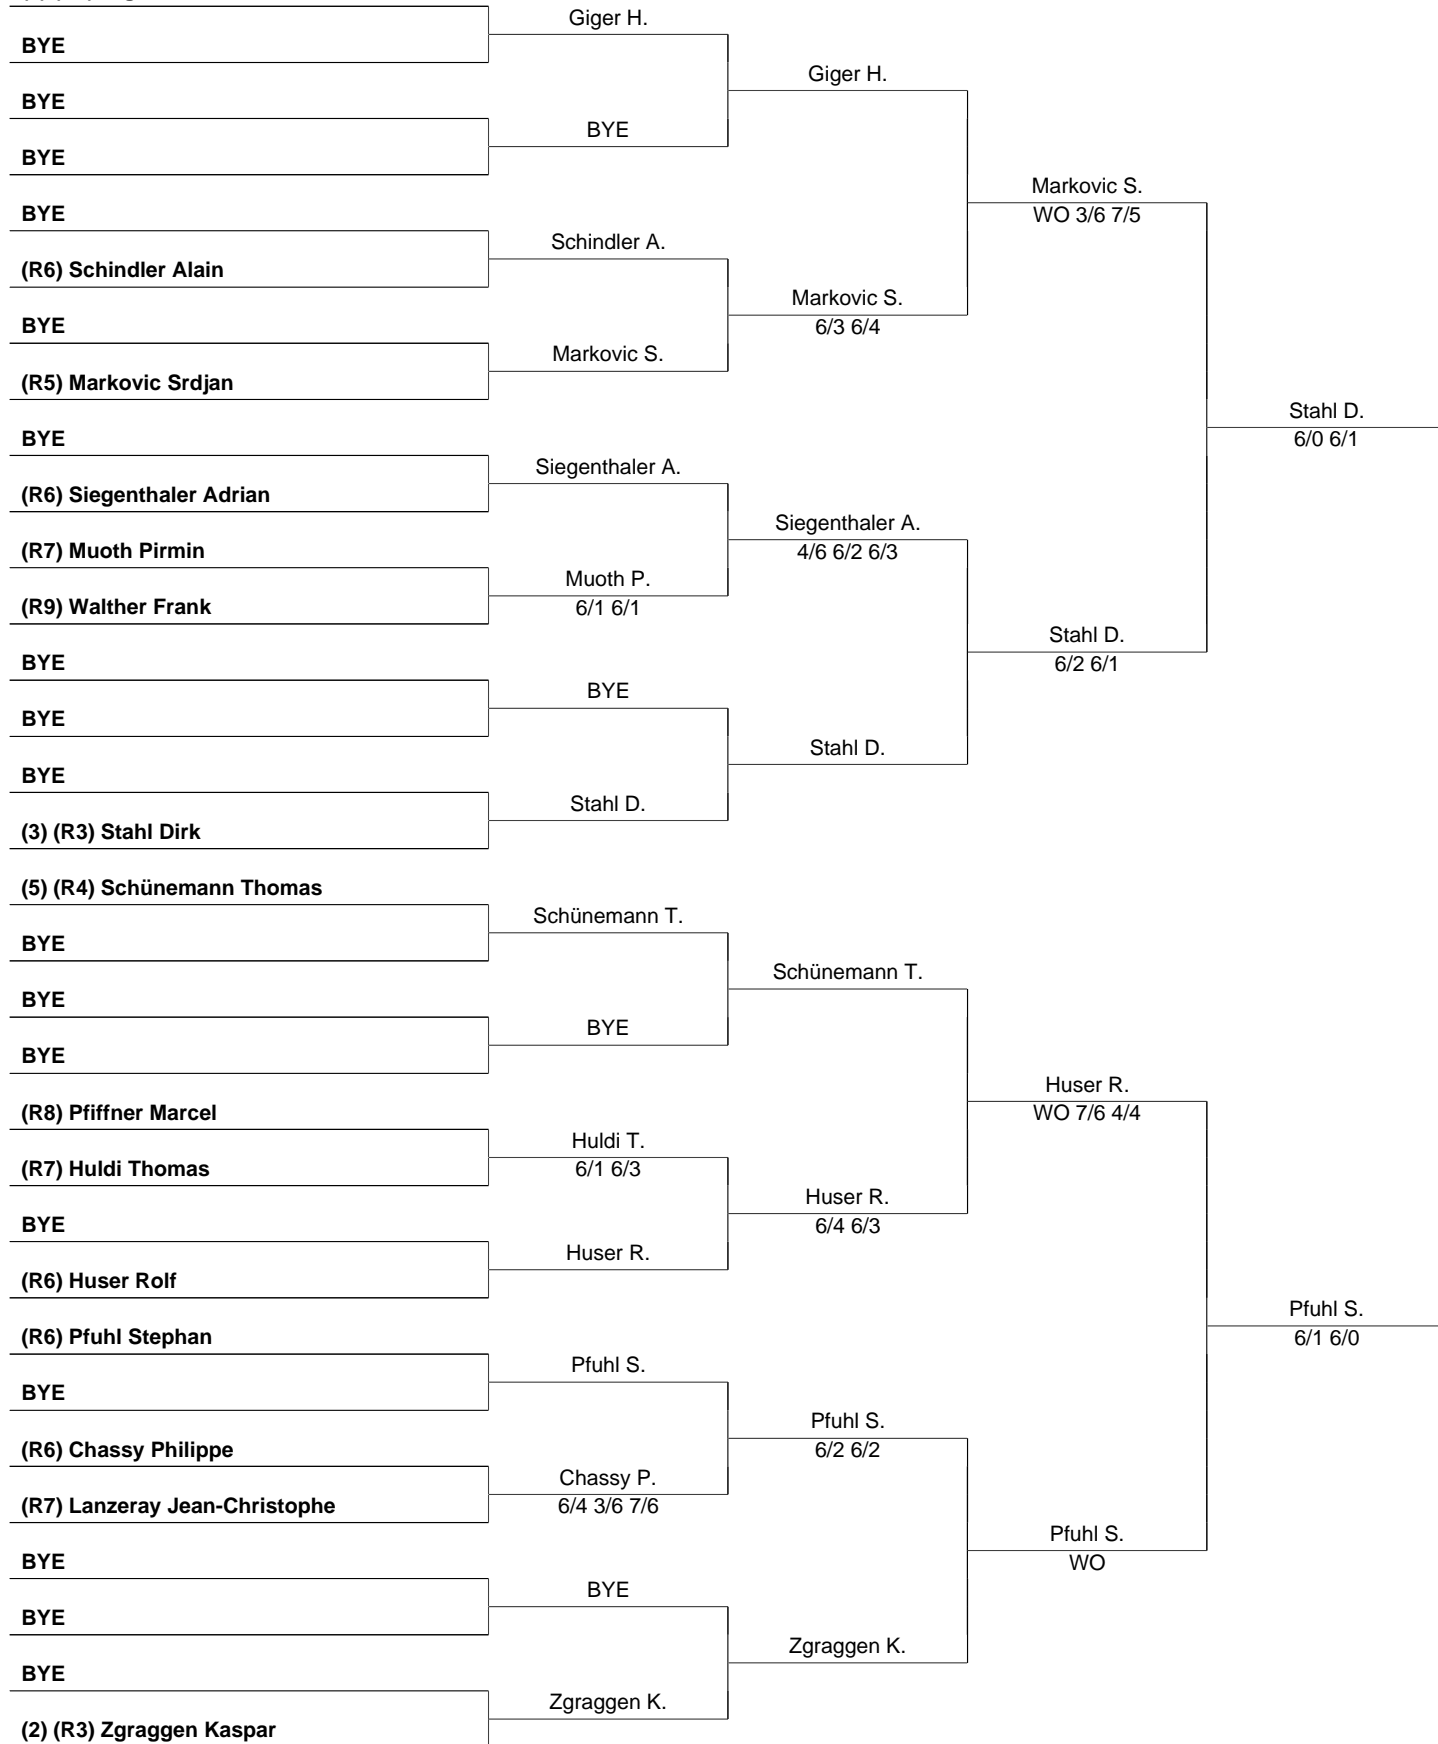 BYE
BYE
BYE
BYE
(R6) Schindler Alain
BYE
(R5) Markovic Srdjan
BYE
(R6) Siegenthaler Adrian
(R7) Muoth Pirmin
(R9) Walther Frank
BYE
BYE
BYE
(3) (R3) Stahl Dirk
(5) (R4) Schünemann Thomas
BYE
BYE
BYE
(R8) Pfiffner Marcel
(R7) Huldi Thomas
BYE
(R6) Huser Rolf
(R6) Pfuhl Stephan
BYE
(R6) Chassy Philippe
(R7) Lanzeray Jean-Christophe
BYE
BYE
BYE
(2) (R3) Zgraggen Kaspar
Giger H.
BYE
Schindler A.
Markovic S.
Siegenthaler A.
Muoth P.
6/1 6/1
BYE
Stahl D.
Schünemann T.
BYE
Huldi T.
6/1 6/3
Huser R.
Pfuhl S.
Chassy P.
6/4 3/6 7/6
BYE
Zgraggen K.
Giger H.
Markovic S.
6/3 6/4
Siegenthaler A.
4/6 6/2 6/3
Stahl D.
Schünemann T.
Huser R.
6/4 6/3
Pfuhl S.
6/2 6/2
Zgraggen K.
Markovic S.
WO 3/6 7/5
Stahl D.
6/2 6/1
Huser R.
WO 7/6 4/4
Pfuhl S.
WO
Stahl D.
6/0 6/1
Pfuhl S.
6/1 6/0